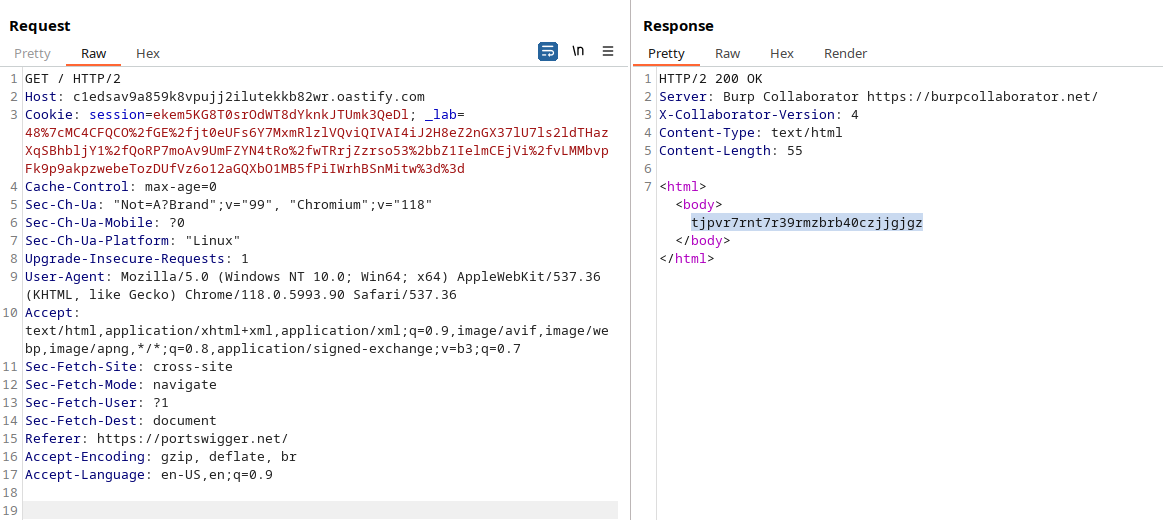 Request
Pretty Raw Hex \n
1 GET / HTTP/2
2 Host: c1edsav9a859k8vpujj2ilutekkb82wr.oastify.com
3 Cookie: session=ekem5KG8T0srOdWT8dYknkJTUmk3QeDl; _lab=
48%7cMC4CFQCO%2fGE%2fjt0eUFs6Y7MxmRlzlVQviQIVAI4iJ2H8eZ2nGX37lU7ls2ldTHaz
XqSBhbljY1%2fQoRP7moAv9UmFZYN4tRo%2fwTRrjZzrso53%2bbZ1IelmCEjVi%2fvLMMbvp
Fk9p9akpzwebeTozDUfVz6o12aGQXbO1MB5fPiIWrhBSnMitw%3d%3d
4 Cache-Control: max-age=0
5 Sec-Ch-Ua: "Not=A?Brand";v="99", "Chromium";v="118"
6 Sec-Ch-Ua-Mobile: ?0
7 Sec-Ch-Ua-Platform: "Linux"
8 Upgrade-Insecure-Requests: 1
9 User-Agent: Mozilla/5.0 (Windows NT 10.0; Win64; x64) AppleWebKit/537.36
(KHTML, like Gecko) Chrome/118.0.5993.90 Safari/537.36
10 Accept:
text/html,application/xhtml+xml,application/xml;q=0.9,image/avif,image/we
bp,image/apng,*/*;q=0.8,application/signed-exchange;v=b3;q=0.7
11 Sec-Fetch-Site: cross-site
12 Sec-Fetch-Mode: navigate
13 Sec-Fetch-User: ?1
14 Sec-Fetch-Dest: document
15 Referer: https://portswigger.net/
16 Accept-Encoding: gzip, deflate, br
17 Accept-Language: en-US,en;q=0.9
18
19
Response
Pretty Raw Hex Render
1 HTTP/2 200 OK
2 Server: Burp Collaborator https://burpcollaborator.net/
3 X-Collaborator-Version: 4
4 Content-Type: text/html
5 Content-Length: 55
6
7 <html>
<body>
tjpvr7rnt7r39rmzbrb40czjjgjgz
</body>
</html>